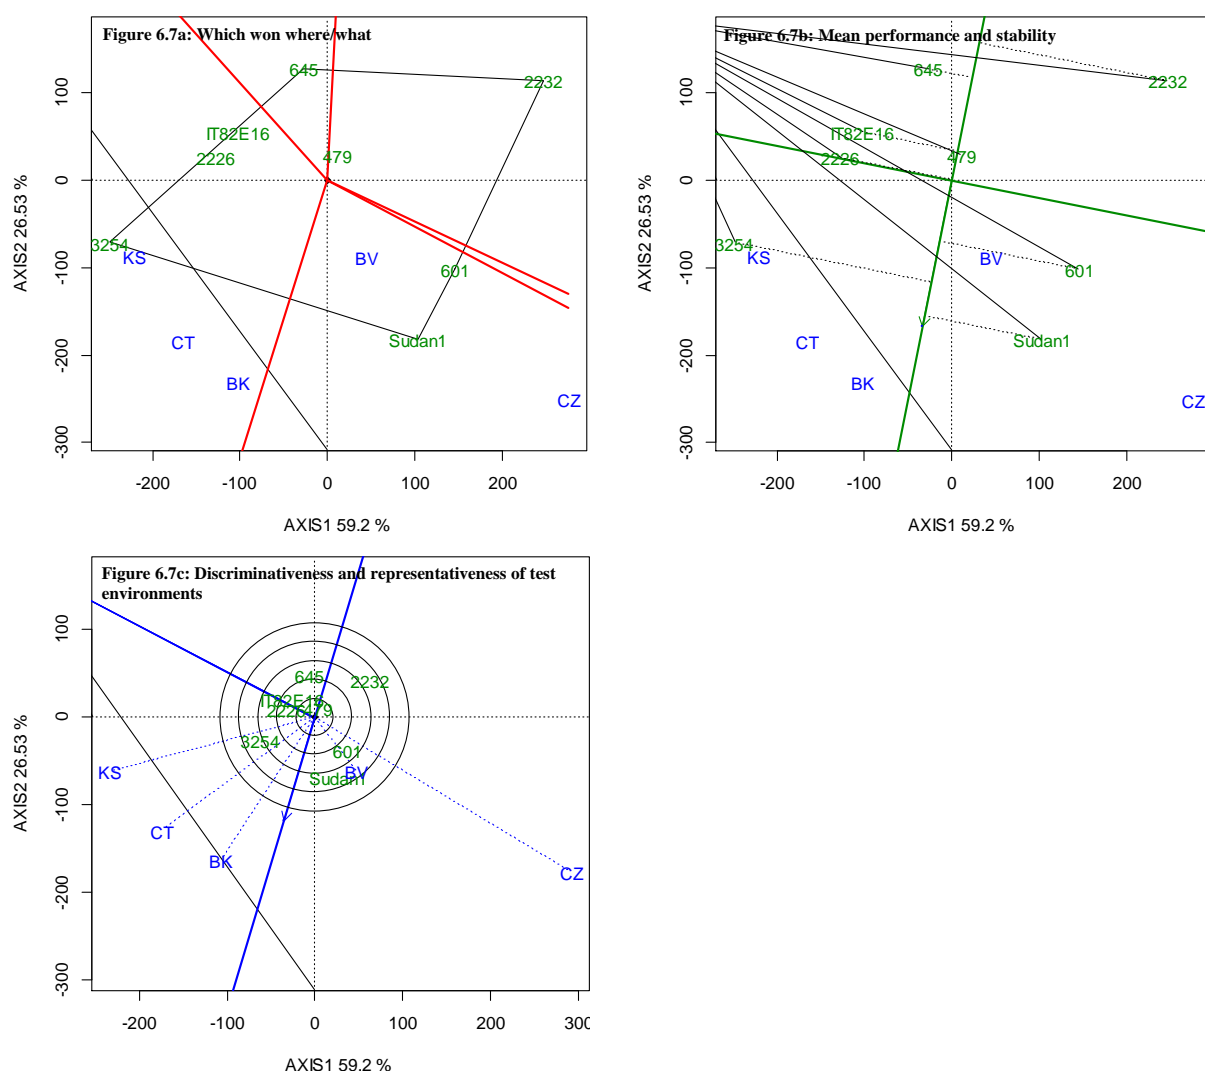 Figure 6.7a: Which won where/what
645
2232
IT82E16
2226
479
3254
KS
BV
601
CT
Sudan1
BK
CZ
100
0
-100
-200
-300
AXIS2 26.53 %
-200 -100 0 100 200
AXIS1 59.2 %
Figure 6.7b: Mean performance and stability
645
2232
IT82E16
2226
479
3254
KS
BV
601
CT
Sudan1
BK
CZ
100
0
-100
-200
-300
AXIS2 26.53 %
-200 -100 0 100 200
AXIS1 59.2 %
Figure 6.7c: Discriminativeness and representativeness of test
environments
645
2232
IT82E16
2226
479
3254
601
KS
BV
Sudan1
CT
BK
CZ
100
0
-100
-200
-300
AXIS2 26.53 %
-200 -100 0 100 200 300
AXIS1 59.2 %